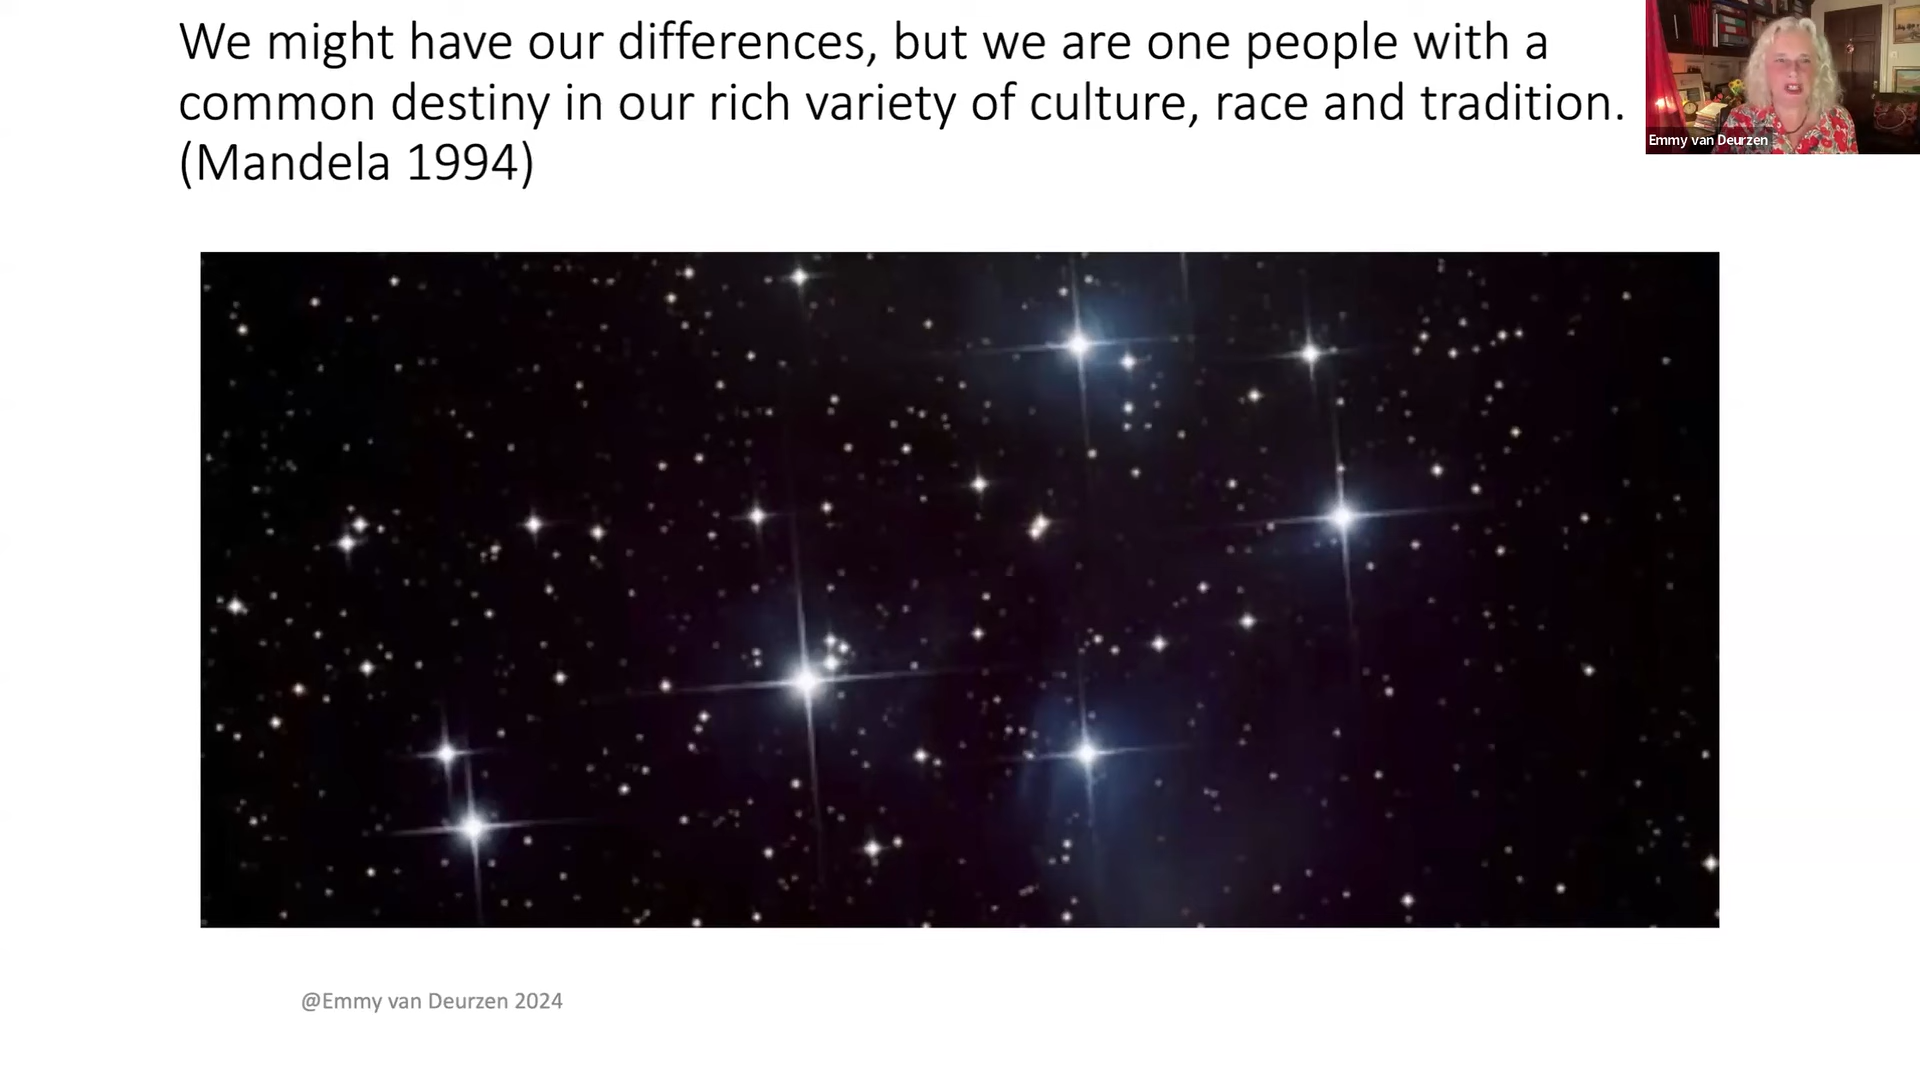 We might have our differences, but we are one people with a
common destiny in our rich variety of culture, race and tradition.
(Mandela 1994)
Emmy van Deurzen
@Emmy van Deurzen 2024